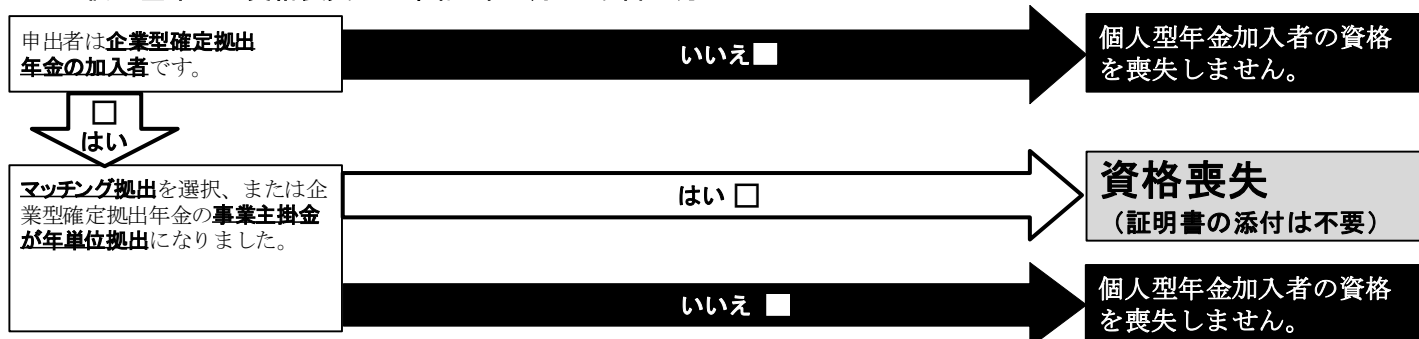 申出者は企業型確定拠出
年金の加入者です。
いいえ■
個人型年金加入者の資格
を喪失しません。
□
はい
マッチング拠出を選択、または企
業型確定拠出年金の事業主掛金
が年単位拠出になりました。
はい □
資格喪失
（証明書の添付は不要）
いいえ ■
個人型年金加入者の資格
を喪失しません。